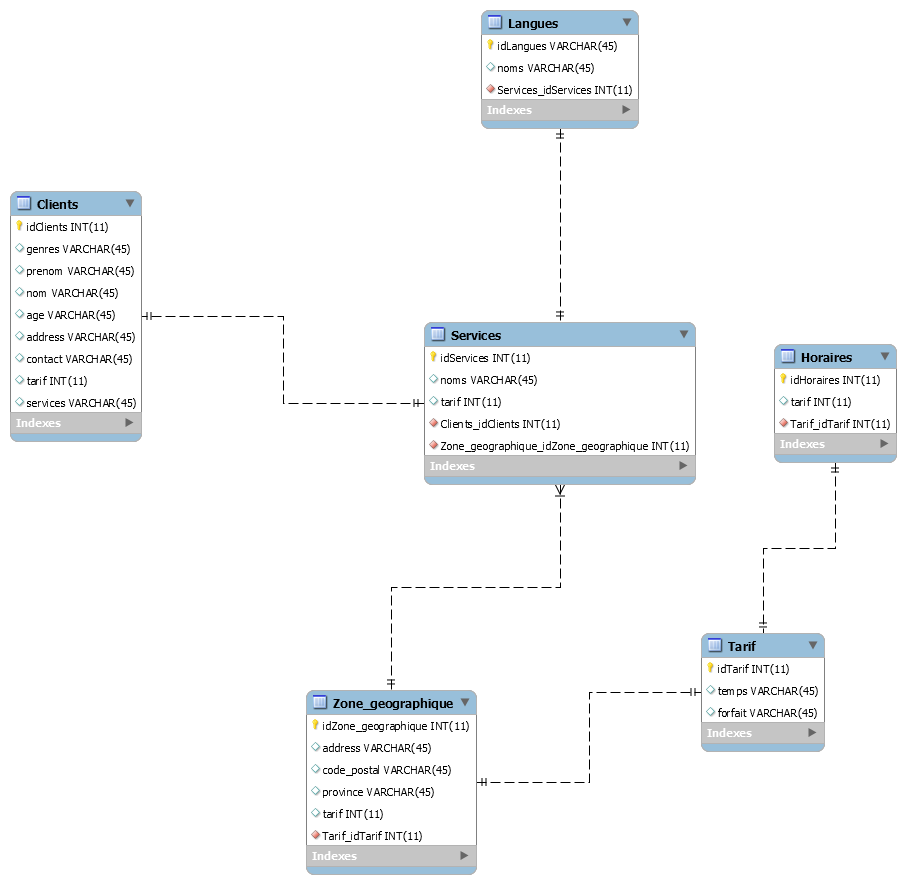 Langues
idLangues VARCHAR(45)
noms VARCHAR(45)
Services_idServices INT(11)
Indexes
Clients
idClients INT(11)
genres VARCHAR(45)
prenom VARCHAR(45)
nom VARCHAR(45)
age VARCHAR(45)
address VARCHAR(45)
contact VARCHAR(45)
tarif INT(11)
services VARCHAR(45)
Indexes
Services
idServices INT(11)
noms VARCHAR(45)
tarif INT(11)
Clients_idClients INT(11)
Zone_geographique_idZone_geographique INT(11)
Indexes
Horaires
idHoraires INT(11)
tarif INT(11)
Tarif_idTarif INT(11)
Indexes
Tarif
idTarif INT(11)
temps VARCHAR(45)
forfait VARCHAR(45)
Indexes
Zone_geographique
idZone_geographique INT(11)
address VARCHAR(45)
code_postal VARCHAR(45)
province VARCHAR(45)
tarif INT(11)
Tarif_idTarif INT(11)
Indexes